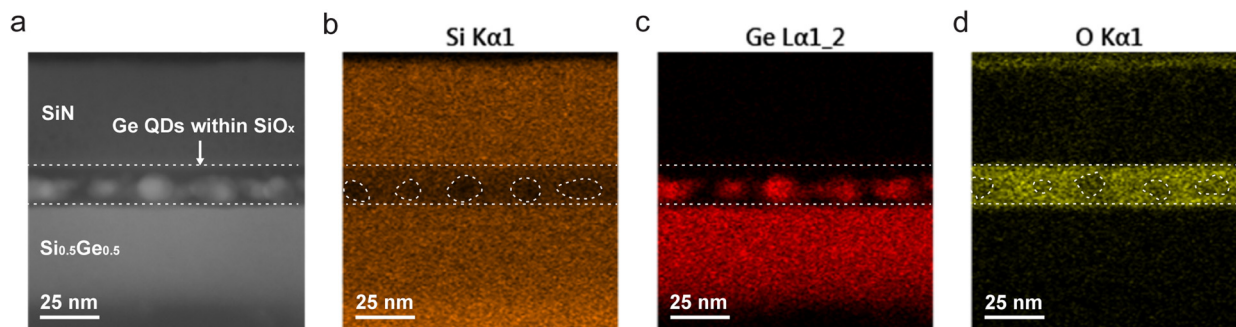 a
SiN
Ge QDs within SiOₓ
Si₀.₅Ge₀.₅
25 nm
b
Si Kα1
25 nm
c
Ge Lα1_2
25 nm
d
O Kα1
25 nm